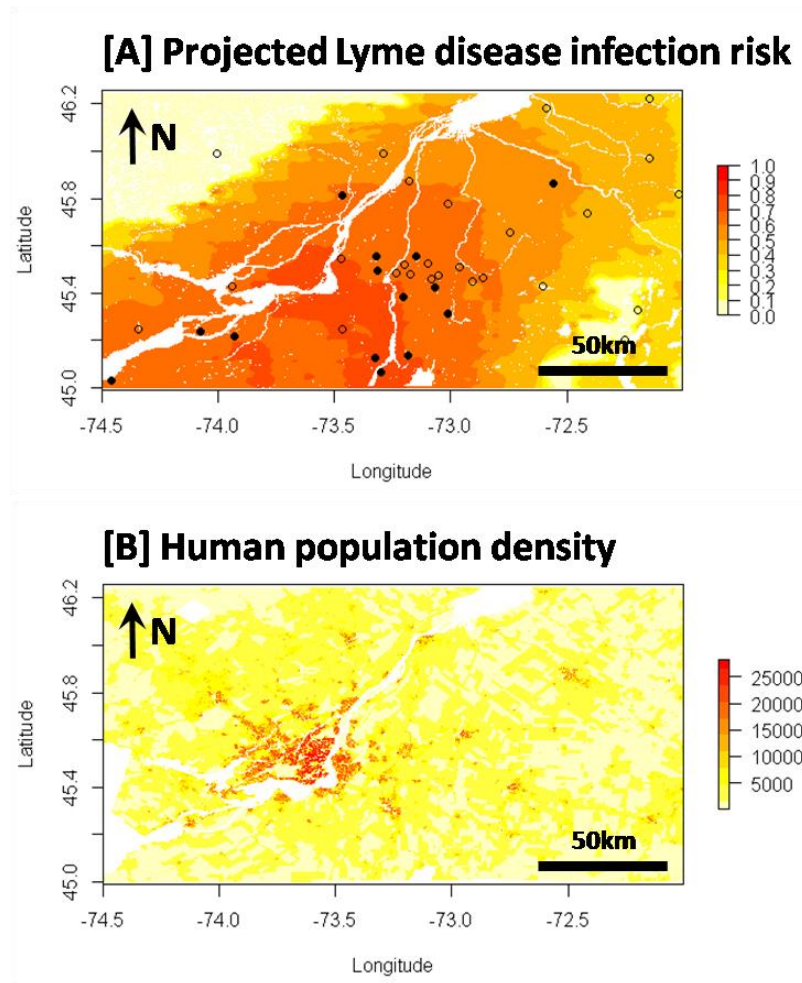 [A] Projected Lyme disease infection risk
46.2
45.8
45.4
45.0
Latitude
N
50km
-74.5 -74.0 -73.5 -73.0 -72.5
Longitude
1.0
0.9
0.8
0.7
0.6
0.5
0.4
0.3
0.2
0.1
0.0
[B] Human population density
46.2
45.8
45.4
45.0
Latitude
N
50km
-74.5 -74.0 -73.5 -73.0 -72.5
Longitude
25000
20000
15000
10000
5000